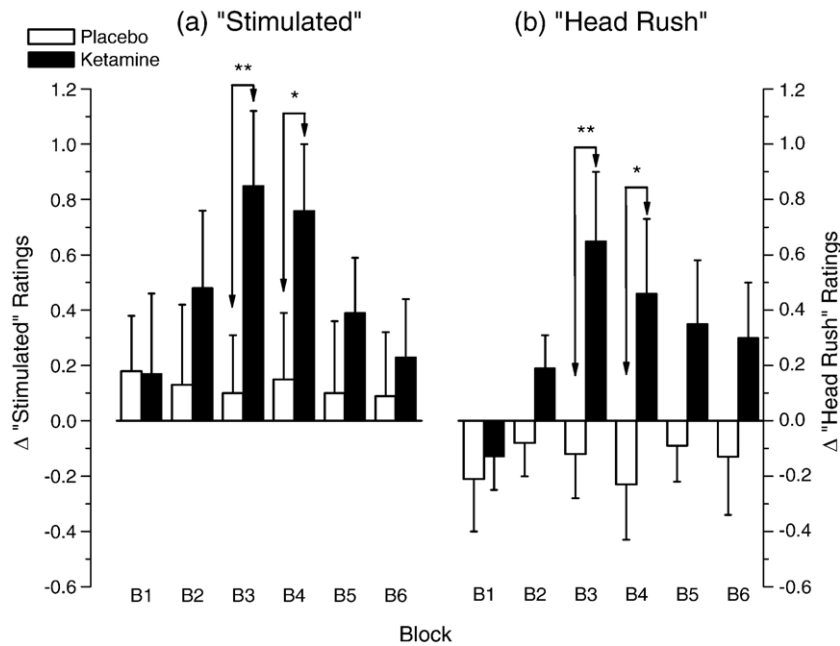 (a) "Stimulated"
(b) "Head Rush"
Placebo
Ketamine
**
*
**
*
1.2
1.0
0.8
0.6
0.4
0.2
0.0
-0.2
-0.4
-0.6
1.2
1.0
0.8
0.6
0.4
0.2
0.0
-0.2
-0.4
-0.6
Δ "Stimulated" Ratings
Δ "Head Rush" Ratings
B1 B2 B3 B4 B5 B6
B1 B2 B3 B4 B5 B6
Block